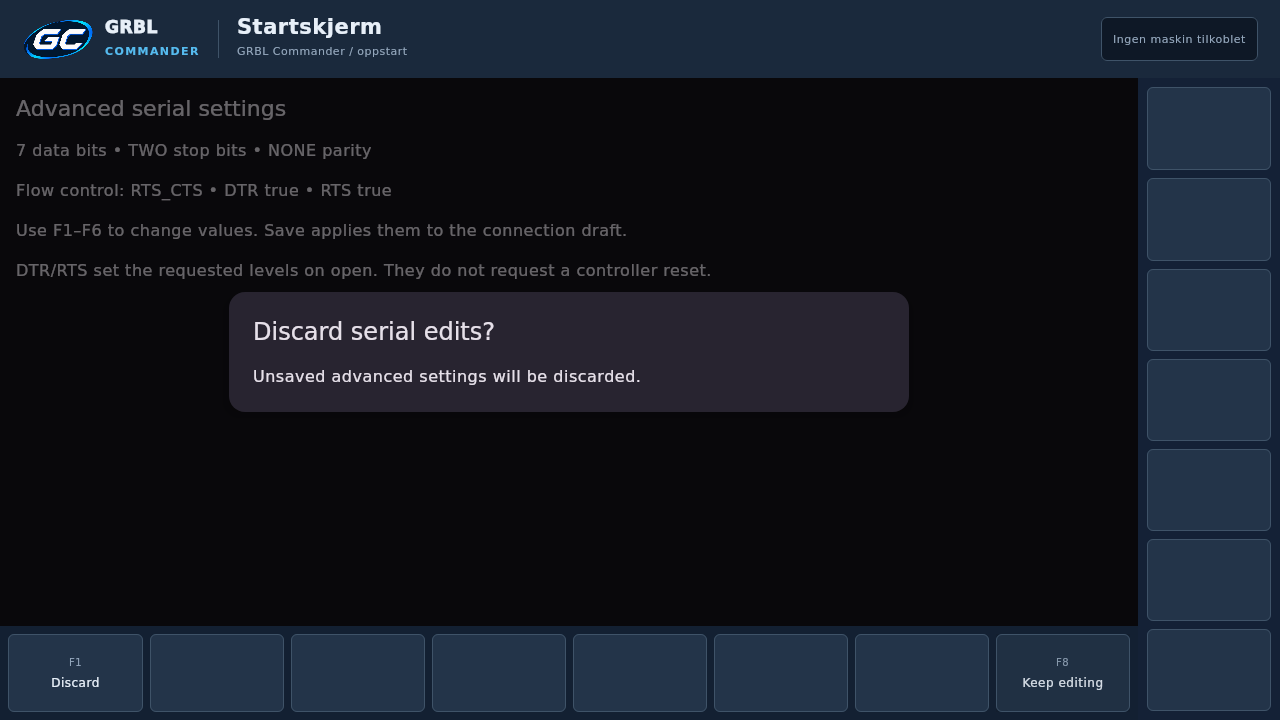 GC
GRBL
COMMANDER
Startskjerm
GRBL Commander / oppstart
Ingen maskin tilkoblet
Advanced serial settings
7 data bits • TWO stop bits • NONE parity
Flow control: RTS_CTS • DTR true • RTS true
Use F1–F6 to change values. Save applies them to the connection draft.
DTR/RTS set the requested levels on open. They do not request a controller reset.
Discard serial edits?
Unsaved advanced settings will be discarded.
F1
Discard
F8
Keep editing